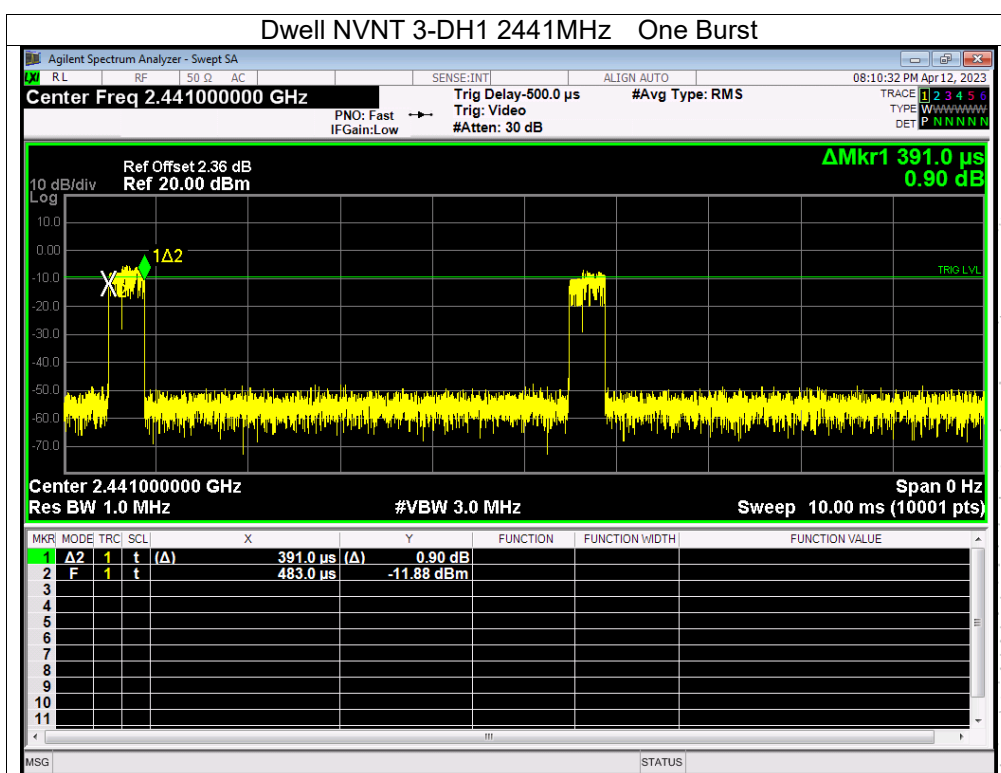 Dwell NVNT 3-DH1 2441MHz One Burst
Agilent Spectrum Analyzer - Swept SA
LXI RL RF 50 Ω AC SENSE:INT ALIGN AUTO 08:10:32 PM Apr 12, 2023
Center Freq 2.441000000 GHz
PNO: Fast
IFGain:Low
Trig Delay-500.0 µs
Trig: Video
#Atten: 30 dB
#Avg Type: RMS
TRACE 1 2 3 4 5 6
TYPE WWWWWW
DET P N N N N N
ΔMkr1 391.0 µs
0.90 dB
Ref Offset 2.36 dB
10 dB/div Ref 20.00 dBm
Log
10.0
0.00
1Δ2
-10.0
TRIG LVL
-20.0
-30.0
-40.0
-50.0
-60.0
-70.0
Center 2.441000000 GHz Span 0 Hz
Res BW 1.0 MHz #VBW 3.0 MHz Sweep 10.00 ms (10001 pts)
MKR MODE TRC SCL X Y FUNCTION FUNCTION WIDTH FUNCTION VALUE
1 Δ2 1 t (Δ) 391.0 µs (Δ) 0.90 dB
2 F 1 t 483.0 µs -11.88 dBm
3
4
5
6
7
8
9
10
11
MSG STATUS